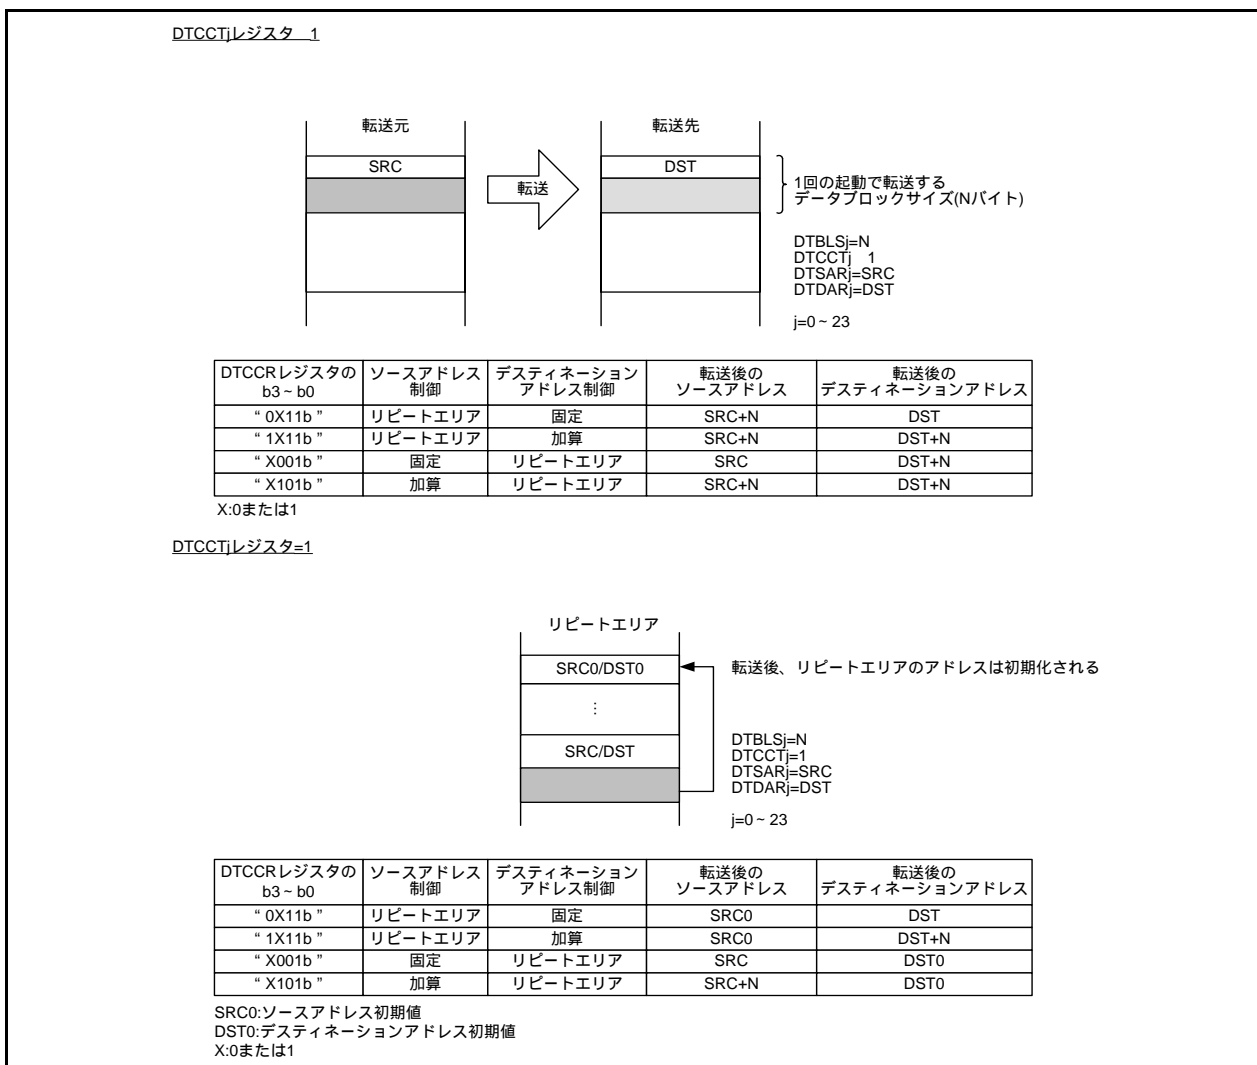 DTCCTjレジスタ　1
転送元
転送先
SRC
DST
転送
1回の起動で転送する
データブロックサイズ(Nバイト)
DTBLSj=N
DTCCTj　1
DTSARj=SRC
DTDARj=DST
j=0～23
DTCCRレジスタの b3～b0 ソースアドレス制御 デスティネーションアドレス制御 転送後のソースアドレス 転送後のデスティネーションアドレス
“0X11b” リピートエリア 固定 SRC+N DST
“1X11b” リピートエリア 加算 SRC+N DST+N
“X001b” 固定 リピートエリア SRC DST+N
“X101b” 加算 リピートエリア SRC+N DST+N
X:0または1
DTCCTjレジスタ=1
リピートエリア
SRC0/DST0
転送後、リピートエリアのアドレスは初期化される
⋮
SRC/DST
DTBLSj=N
DTCCTj=1
DTSARj=SRC
DTDARj=DST
j=0～23
DTCCRレジスタの b3～b0 ソースアドレス制御 デスティネーションアドレス制御 転送後のソースアドレス 転送後のデスティネーションアドレス
“0X11b” リピートエリア 固定 SRC0 DST
“1X11b” リピートエリア 加算 SRC0 DST+N
“X001b” 固定 リピートエリア SRC DST0
“X101b” 加算 リピートエリア SRC+N DST0
SRC0:ソースアドレス初期値
DST0:デスティネーションアドレス初期値
X:0または1